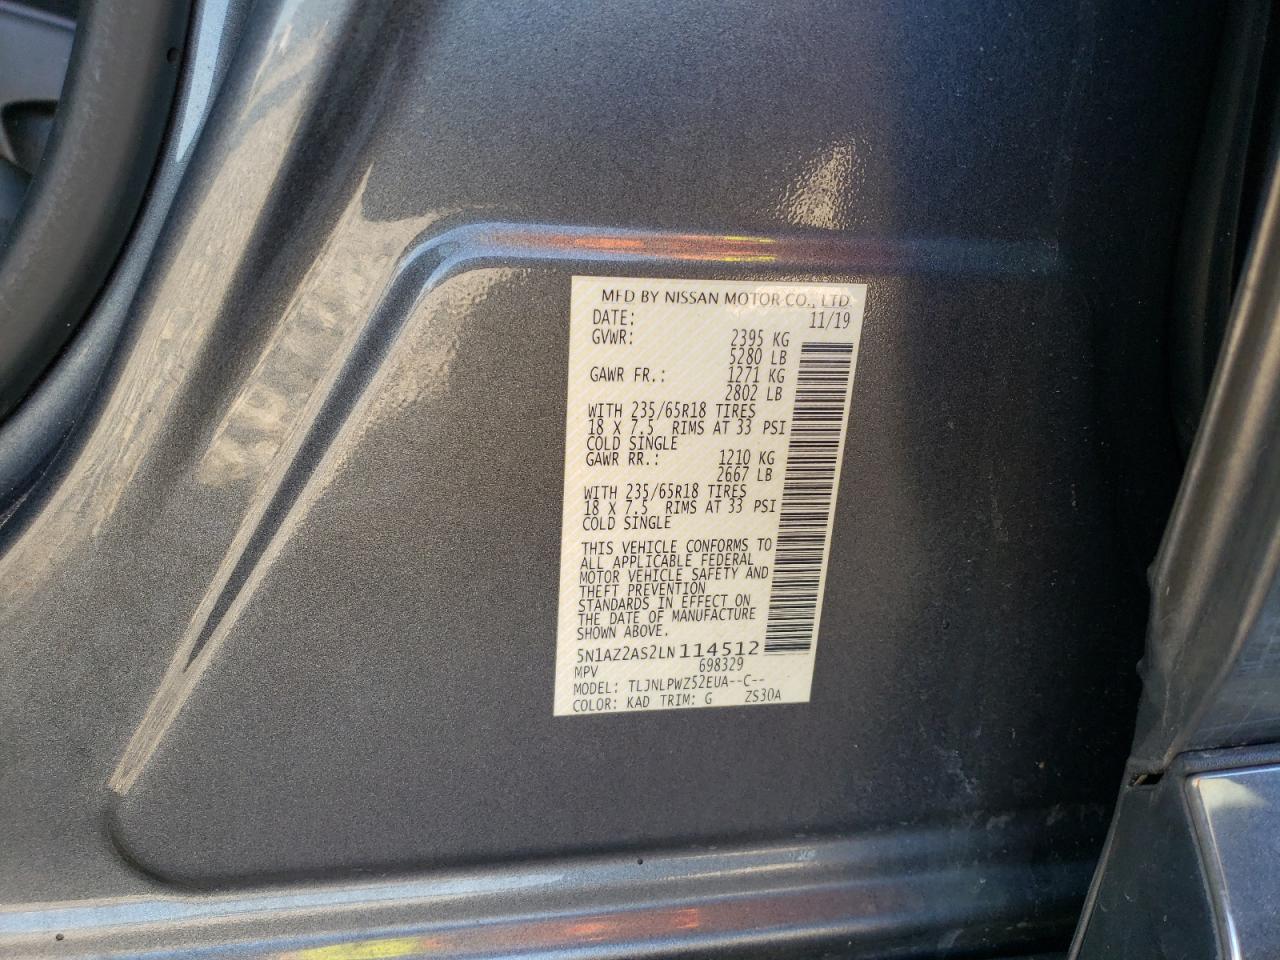 MFD BY NISSAN MOTOR CO., LTD.
DATE: 11/19
GVWR: 2395 KG
5280 LB
GAWR FR.: 1271 KG
2802 LB
WITH 235/65R18 TIRES
18 X 7.5 RIMS AT 33 PSI
COLD SINGLE
GAWR RR.: 1210 KG
2667 LB
WITH 235/65R18 TIRES
18 X 7.5 RIMS AT 33 PSI
COLD SINGLE
THIS VEHICLE CONFORMS TO
ALL APPLICABLE FEDERAL
MOTOR VEHICLE SAFETY AND
THEFT PREVENTION
STANDARDS IN EFFECT ON
THE DATE OF MANUFACTURE
SHOWN ABOVE.
5N1AZ2AS2LN114512
MPV 698329
MODEL: TLJNLPWZ52EUA--C--
COLOR: KAD TRIM: G ZS30A